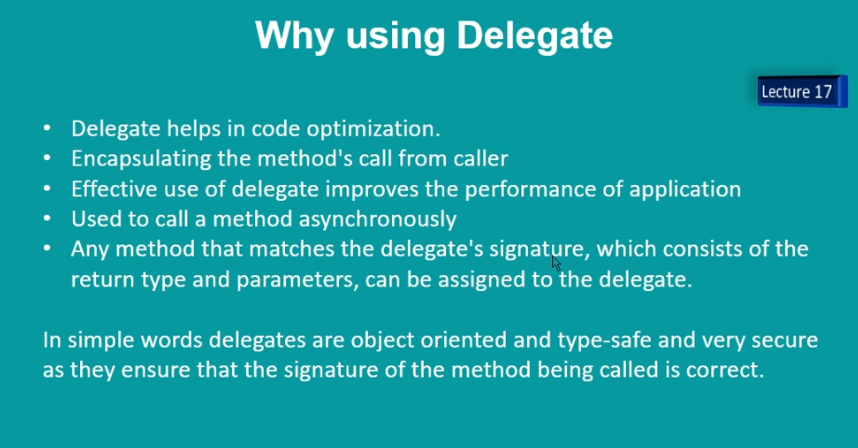 Why using Delegate
Lecture 17
• Delegate helps in code optimization.
• Encapsulating the method's call from caller
• Effective use of delegate improves the performance of application
• Used to call a method asynchronously
• Any method that matches the delegate's signature, which consists of the
return type and parameters, can be assigned to the delegate.
In simple words delegates are object oriented and type-safe and very secure
as they ensure that the signature of the method being called is correct.